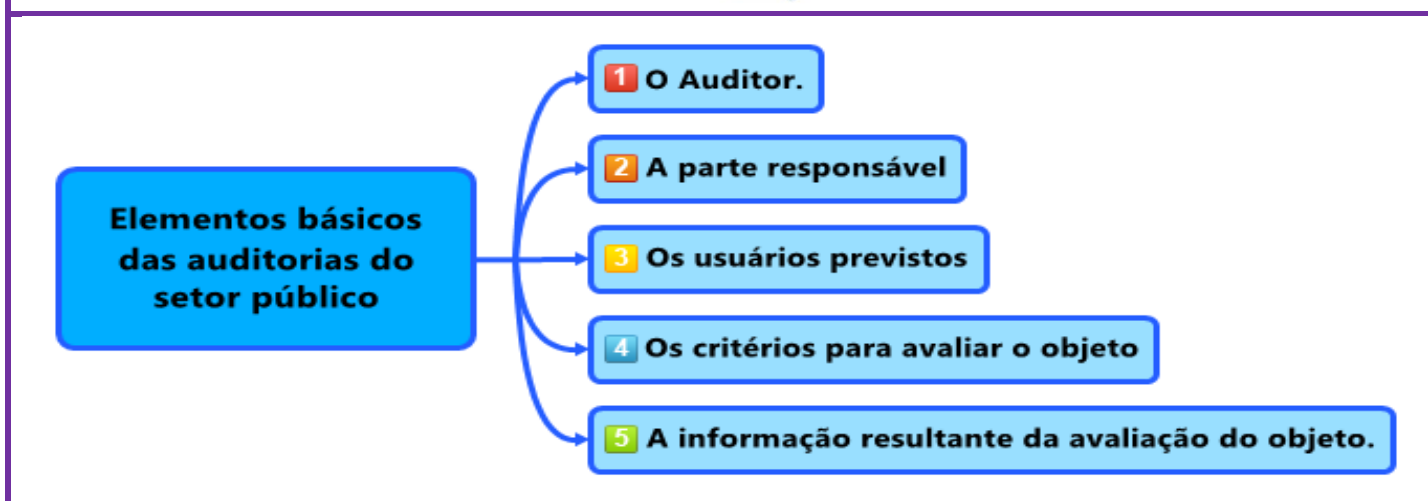 Elementos básicos
das auditorias do
setor público
1 O Auditor.
2 A parte responsável
3 Os usuários previstos
4 Os critérios para avaliar o objeto
5 A informação resultante da avaliação do objeto.